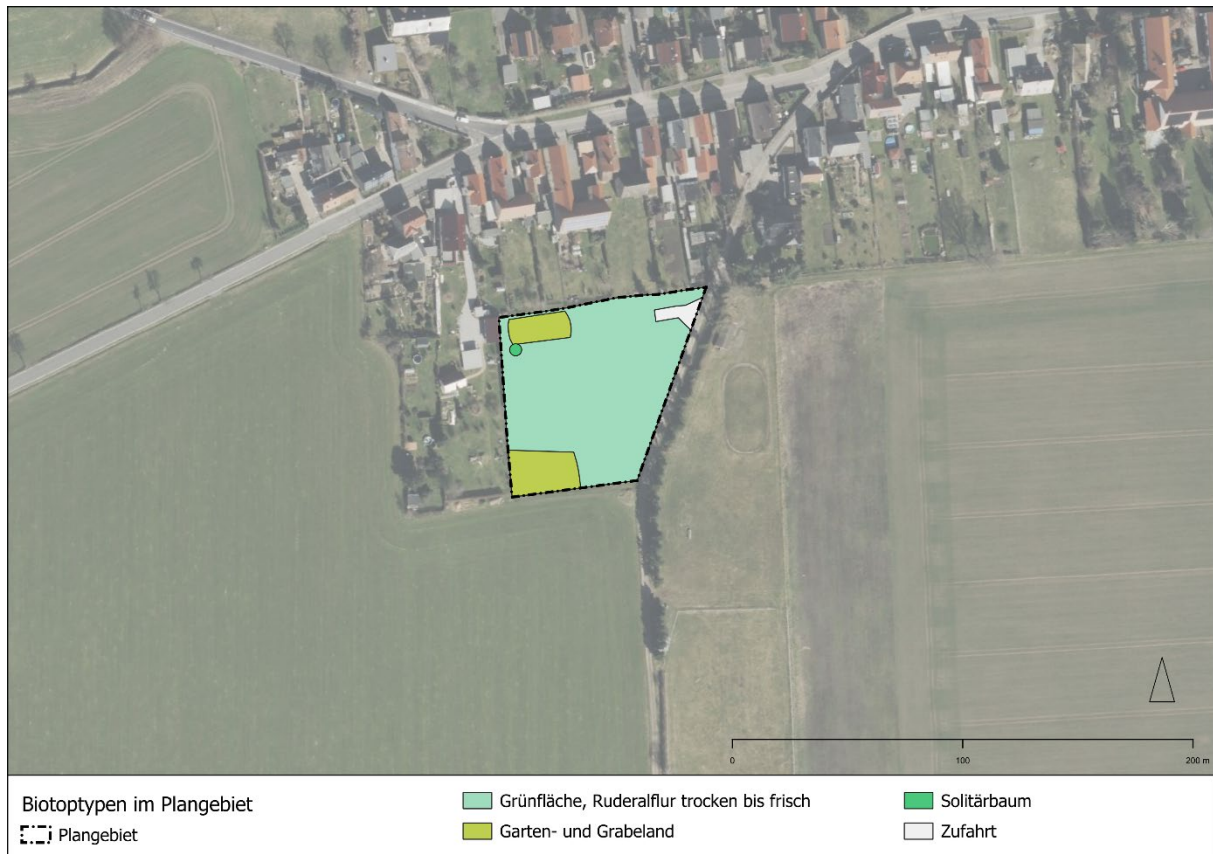 0 100 200 m
Biotoptypen im Plangebiet
Plangebiet
Grünfläche, Ruderalflur trocken bis frisch
Garten- und Grabeland
Solitärbaum
Zufahrt